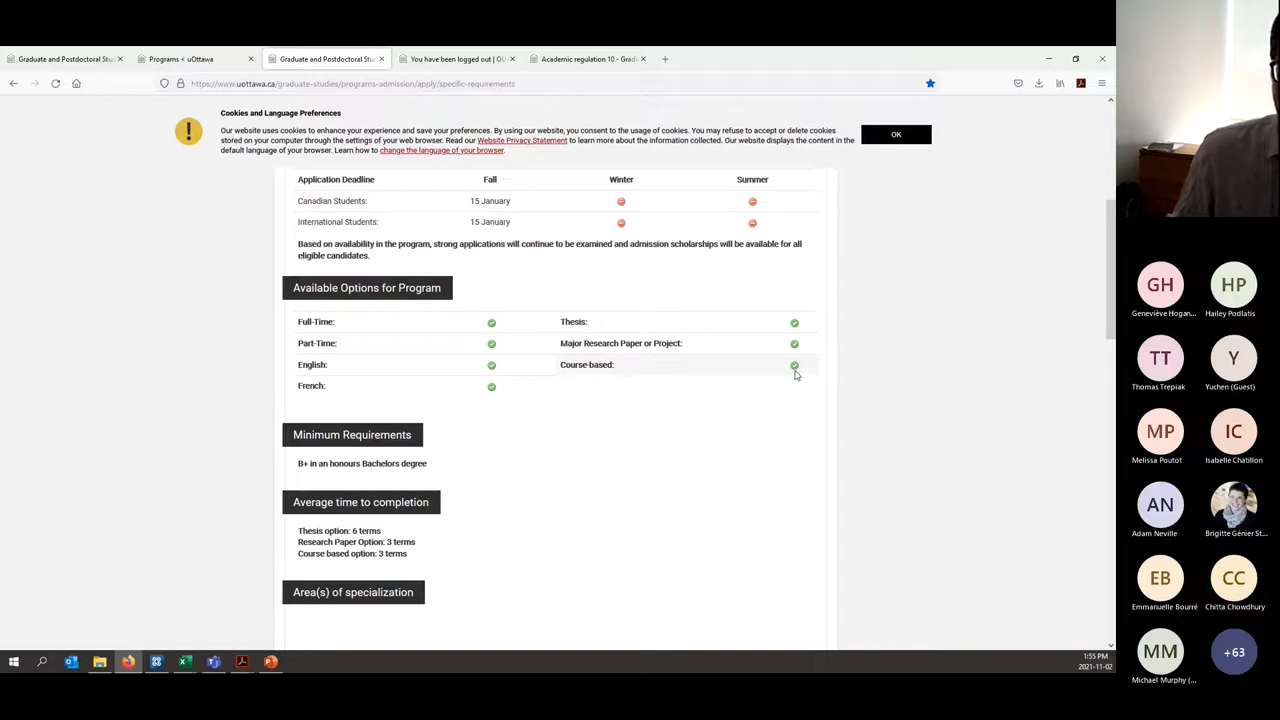 Graduate and Postdoctoral Stu
Programs < uOttawa
Graduate and Postdoctoral Stu
You have been logged out | OU
Academic regulation 10 - Grad
https://www.uottawa.ca/graduate-studies/programs-admission/apply/specific-requirements
Cookies and Language Preferences
Our website uses cookies to enhance your experience and save your preferences. By using our website, you consent to the usage of cookies. You may refuse to accept or delete cookies
stored on your computer through the settings of your web browser. Read our Website Privacy Statement to learn more about the information collected. Our website displays the content in the
default language of your browser. Learn how to change the language of your browser.
OK
Application Deadline Fall Winter Summer
Canadian Students: 15 January
International Students: 15 January
Based on availability in the program, strong applications will continue to be examined and admission scholarships will be available for all
eligible candidates.
Available Options for Program
Full-Time: Thesis:
Part-Time: Major Research Paper or Project:
English: Course-based:
French:
Minimum Requirements
B+ in an honours Bachelors degree
Average time to completion
Thesis option: 6 terms
Research Paper Option: 3 terms
Course based option: 3 terms
Area(s) of specialization
1:55 PM
2021-11-02
GH HP
Geneviève Hogan... Hailey Podlatis
TT Y
Thomas Trepiak Yuchen (Guest)
MP IC
Melissa Poutot Isabelle Chatillon
AN
Adam Neville Brigitte Génier St...
EB CC
Emmanuelle Bourré Chitta Chowdhury
MM +63
Michael Murphy (...